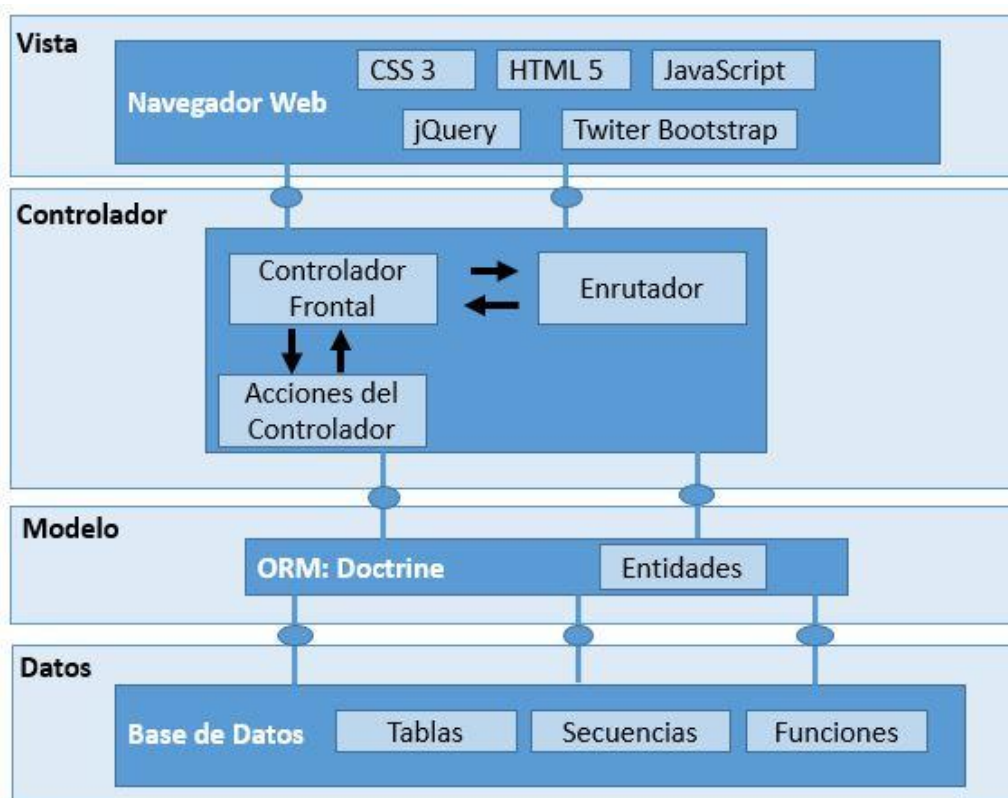 Vista
CSS 3
HTML 5
JavaScript
Navegador Web
jQuery
Twiter Bootstrap
Controlador
Controlador
Frontal
Enrutador
Acciones del
Controlador
Modelo
ORM: Doctrine
Entidades
Datos
Base de Datos
Tablas
Secuencias
Funciones